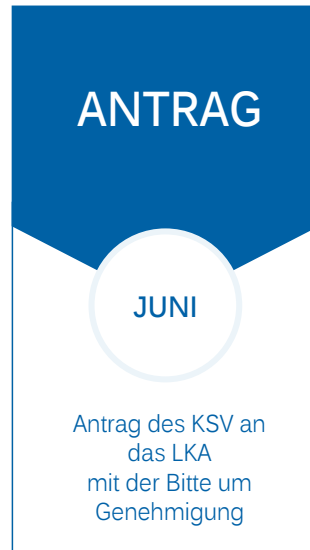 ANTRAG
JUNI
Antrag des KSV an
das LKA
mit der Bitte um
Genehmigung